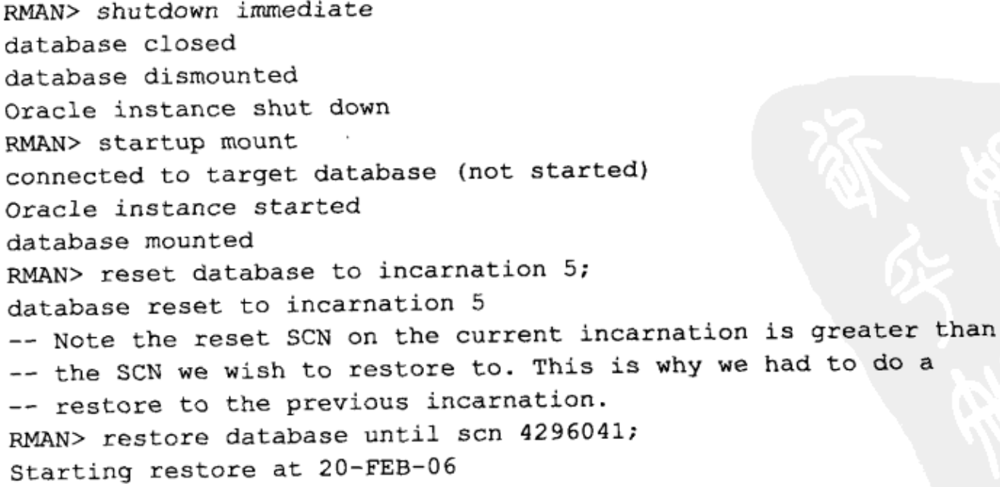 RMAN> shutdown immediate
database closed
database dismounted
Oracle instance shut down
RMAN> startup mount
connected to target database (not started)
Oracle instance started
database mounted
RMAN> reset database to incarnation 5;
database reset to incarnation 5
-- Note the reset SCN on the current incarnation is greater than
-- the SCN we wish to restore to. This is why we had to do a
-- restore to the previous incarnation.
RMAN> restore database until scn 4296041;
Starting restore at 20-FEB-06